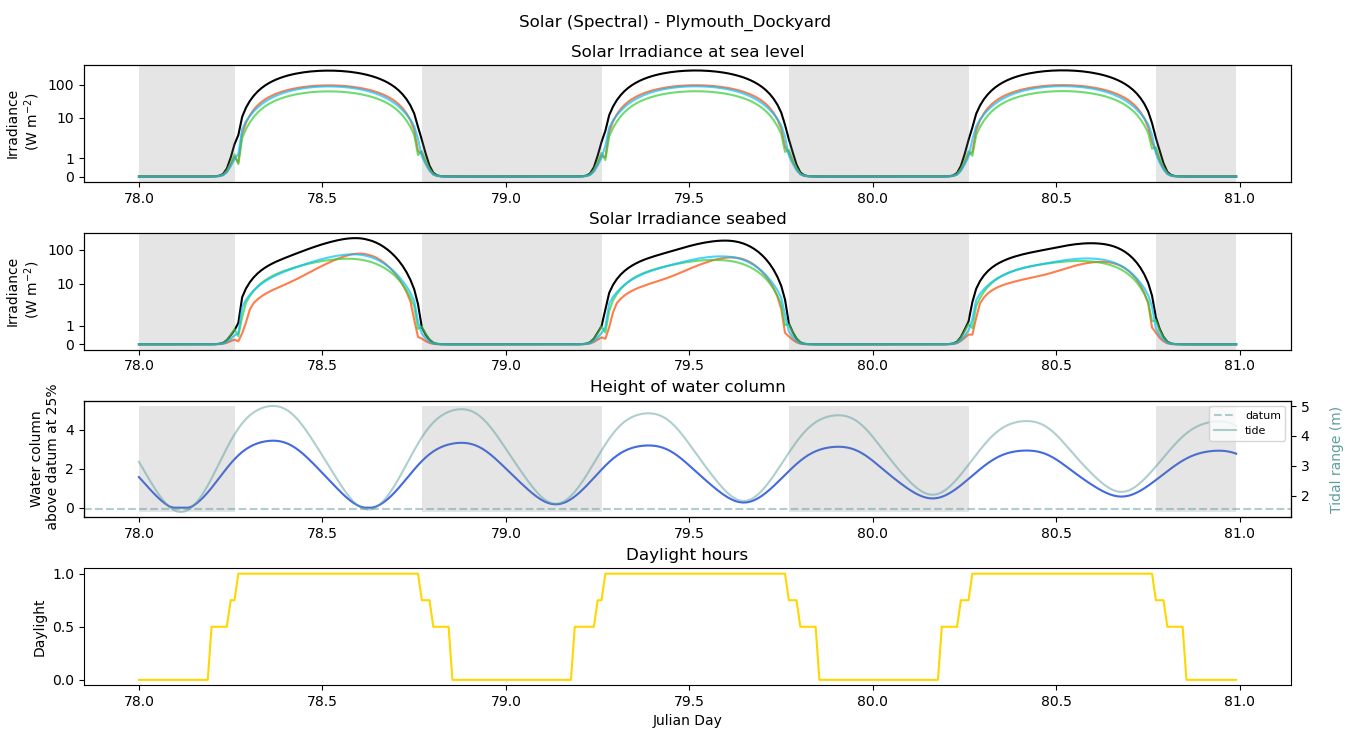 Solar (Spectral) - Plymouth_Dockyard
Solar Irradiance at sea level
Irradiance
(W m⁻²)
100
10
1
0
78.0 78.5 79.0 79.5 80.0 80.5 81.0
Solar Irradiance seabed
Irradiance
(W m⁻²)
100
10
1
0
78.0 78.5 79.0 79.5 80.0 80.5 81.0
Height of water column
Water column
above datum at 25%
4
2
0
datum
tide
5
4
3
2
Tidal range (m)
78.0 78.5 79.0 79.5 80.0 80.5 81.0
Daylight hours
Daylight
1.0
0.5
0.0
78.0 78.5 79.0 79.5 80.0 80.5 81.0
Julian Day